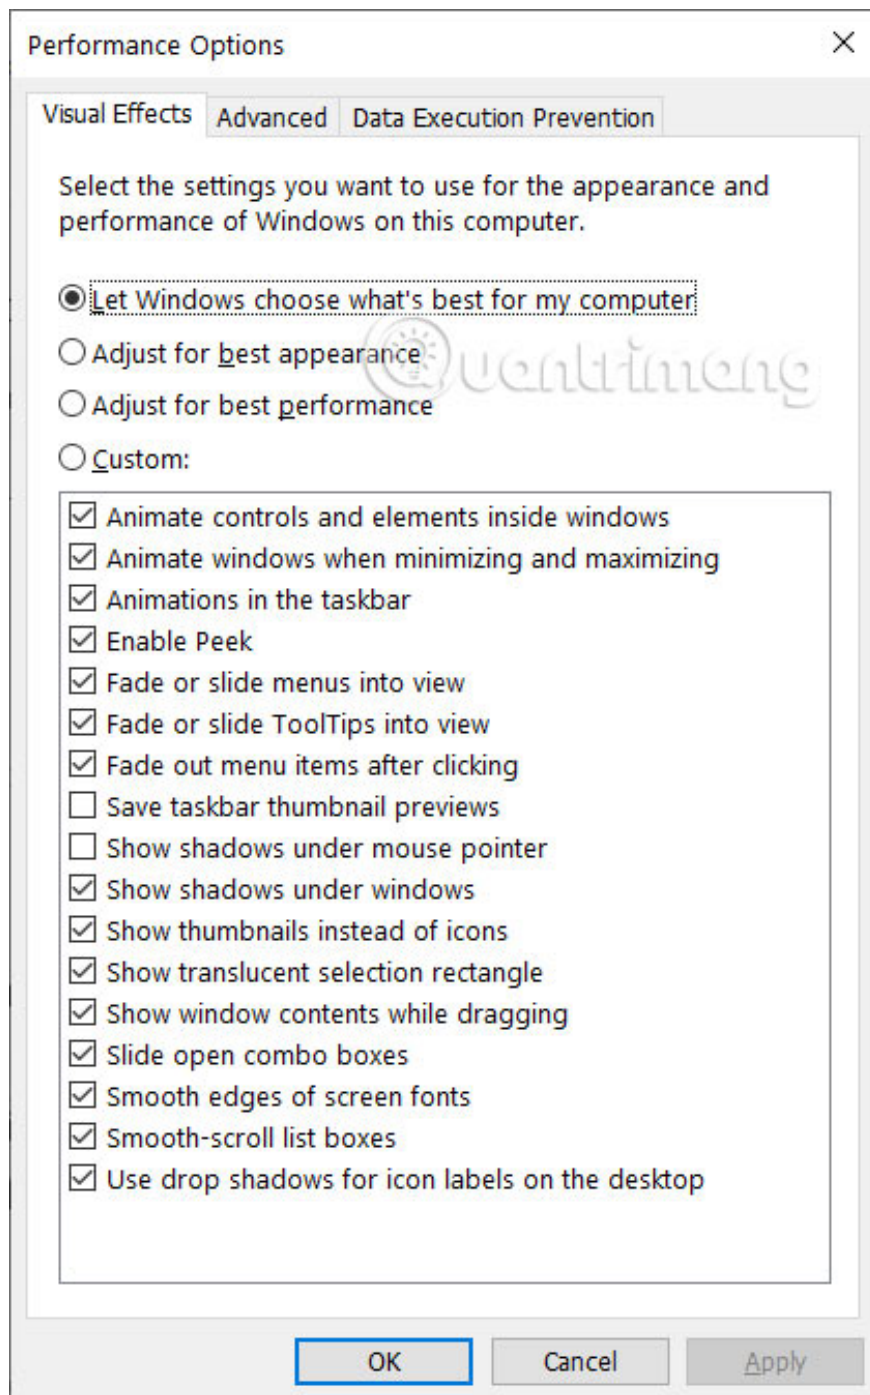 Performance Options
Visual Effects
Advanced
Data Execution Prevention
Select the settings you want to use for the appearance and
performance of Windows on this computer.
Let Windows choose what's best for my computer
Adjust for best appearance
Quantrimang
Adjust for best performance
Custom:
Animate controls and elements inside windows
Animate windows when minimizing and maximizing
Animations in the taskbar
Enable Peek
Fade or slide menus into view
Fade or slide ToolTips into view
Fade out menu items after clicking
Save taskbar thumbnail previews
Show shadows under mouse pointer
Show shadows under windows
Show thumbnails instead of icons
Show translucent selection rectangle
Show window contents while dragging
Slide open combo boxes
Smooth edges of screen fonts
Smooth-scroll list boxes
Use drop shadows for icon labels on the desktop
OK
Cancel
Apply